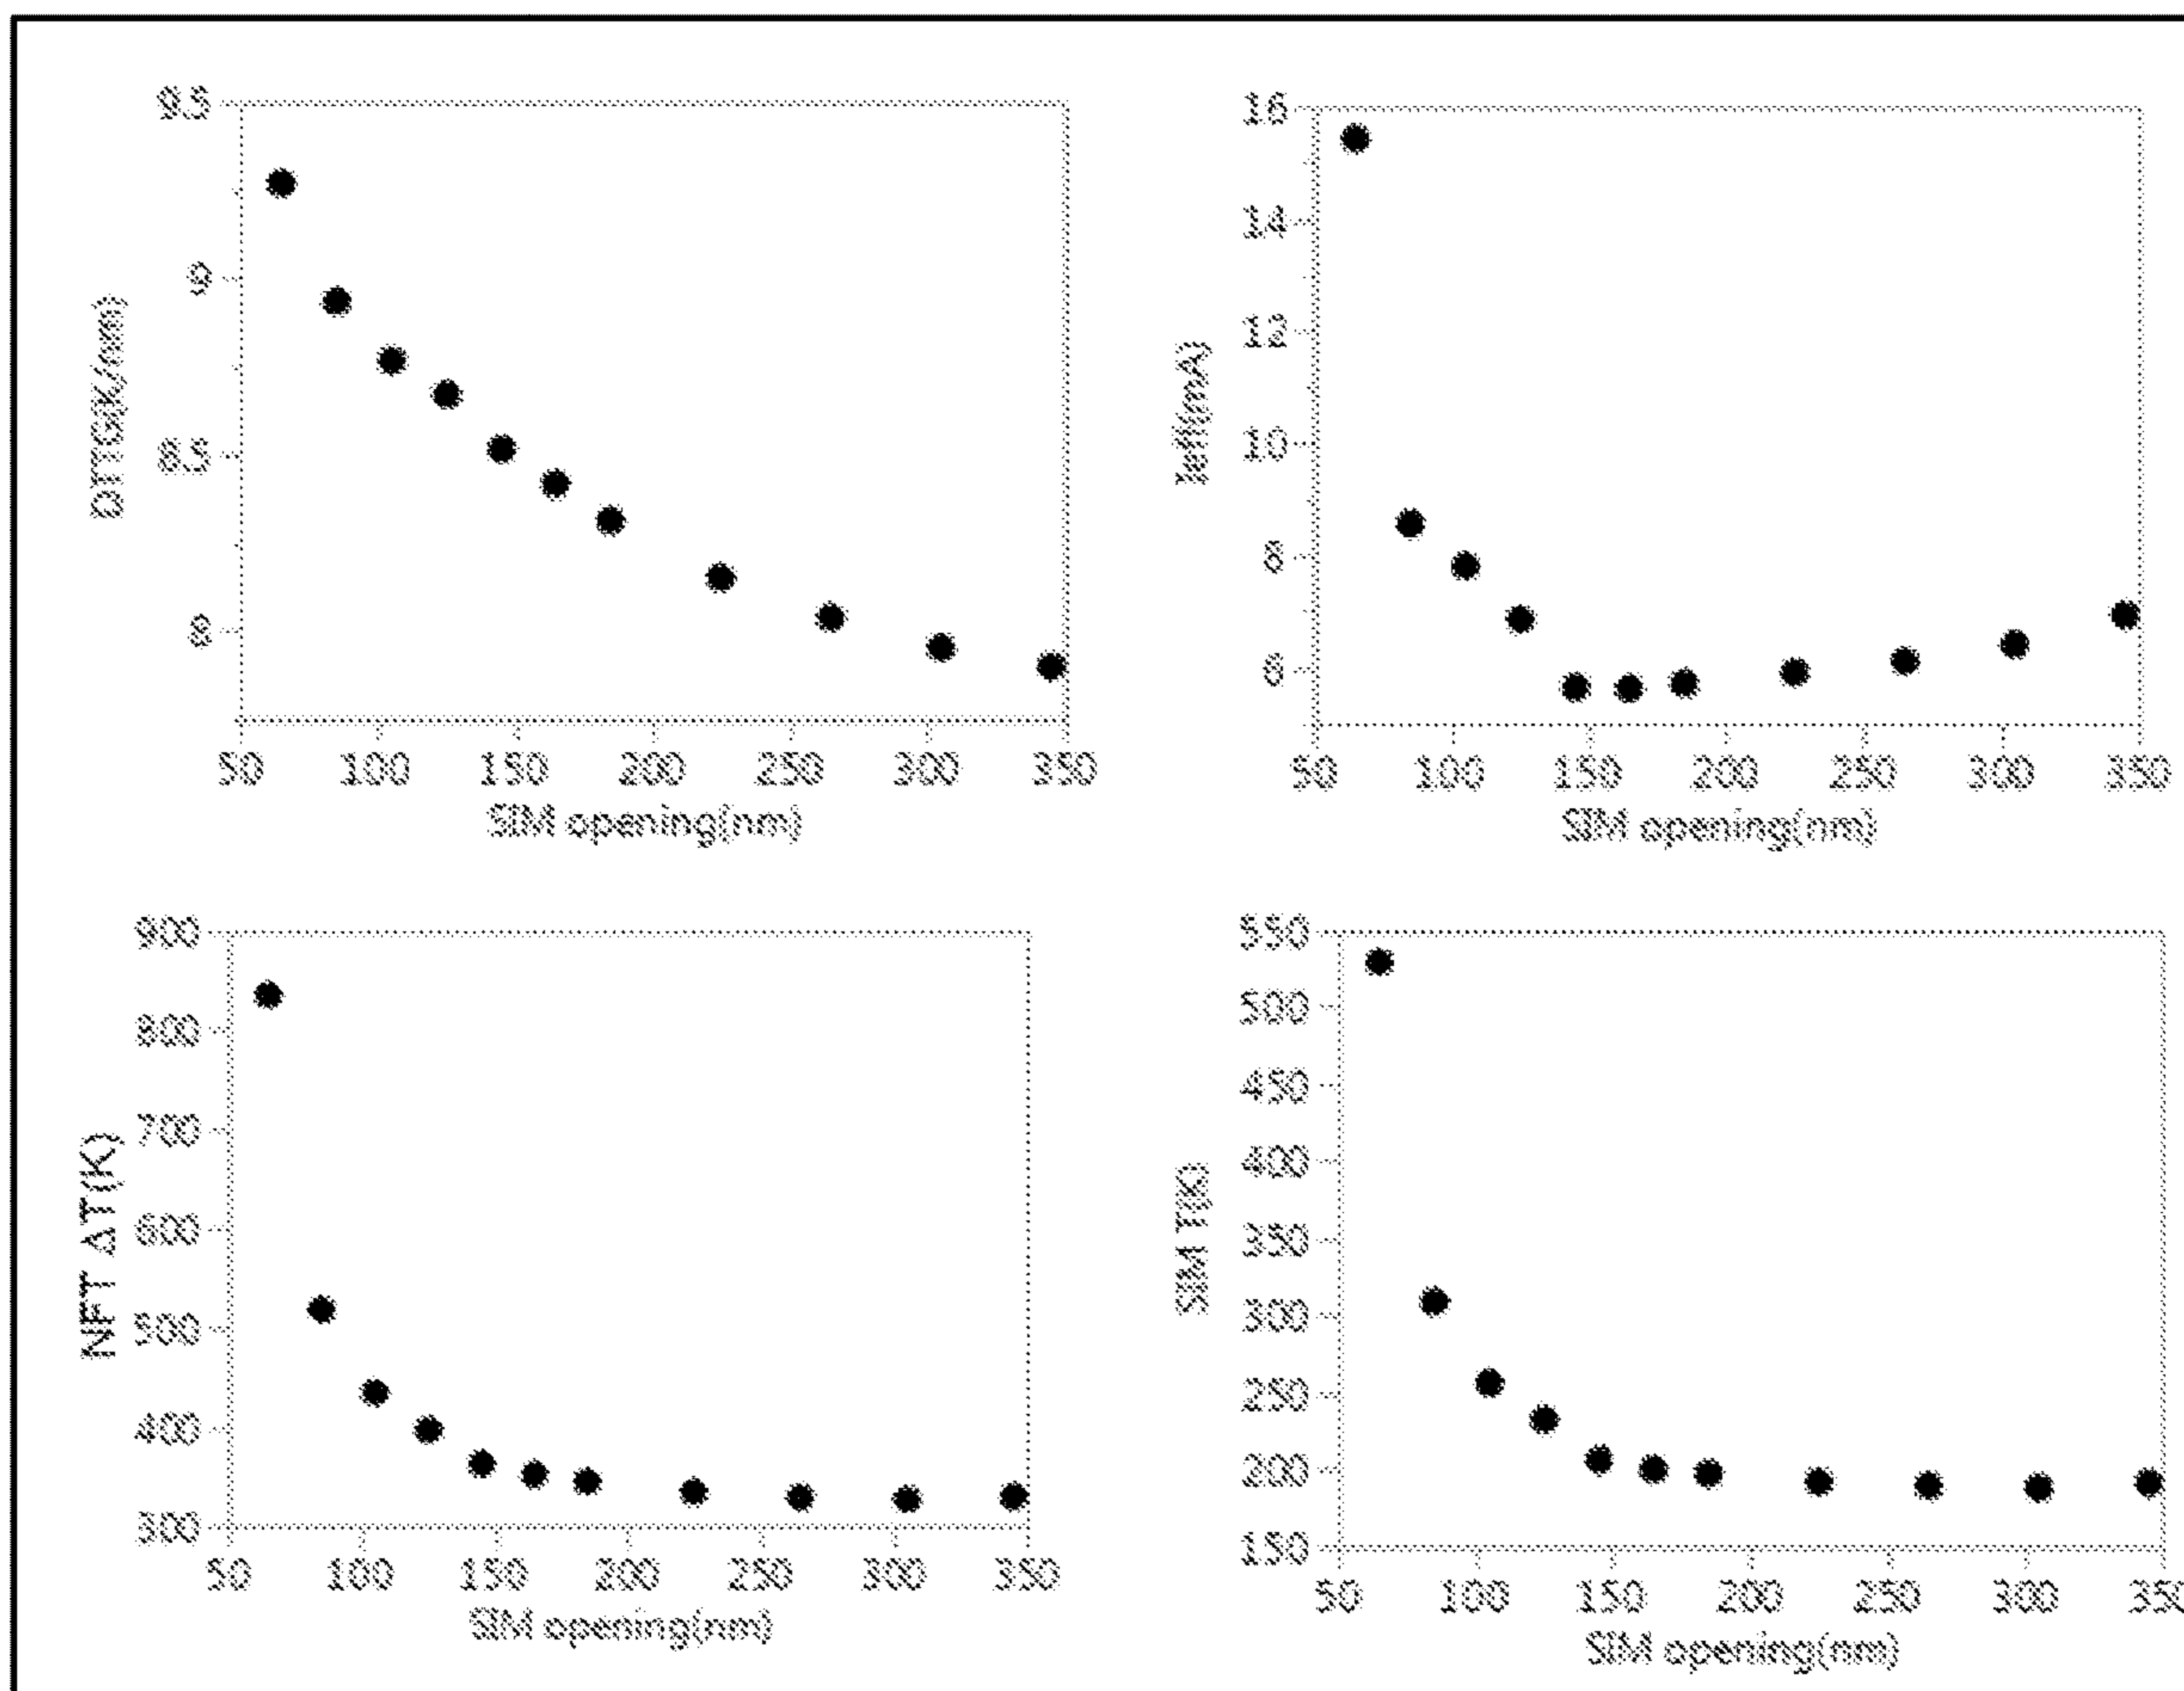 9.5
9
8.5
8
DTTG(K/nm)
50 100 150 200 250 300 350
SIM opening(nm)
16
14
12
10
8
6
Ieff(mA)
50 100 150 200 250 300 350
SIM opening(nm)
900
800
700
600
500
400
300
NFT ΔT(K)
50 100 150 200 250 300 350
SIM opening(nm)
550
500
450
400
350
300
250
200
150
SIM T(K)
50 100 150 200 250 300 350
SIM opening(nm)